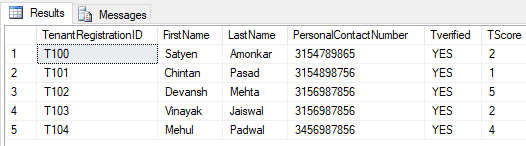 Results Messages
TenantRegistrationID FirstName LastName PersonalContactNumber Tverified TScore
1 T100 Satyen Amonkar 3154789865 YES 2
2 T101 Chintan Pasad 3154898756 YES 1
3 T102 Devansh Mehta 3156987856 YES 5
4 T103 Vinayak Jaiswal 3156987856 YES 2
5 T104 Mehul Padwal 3456987856 YES 4